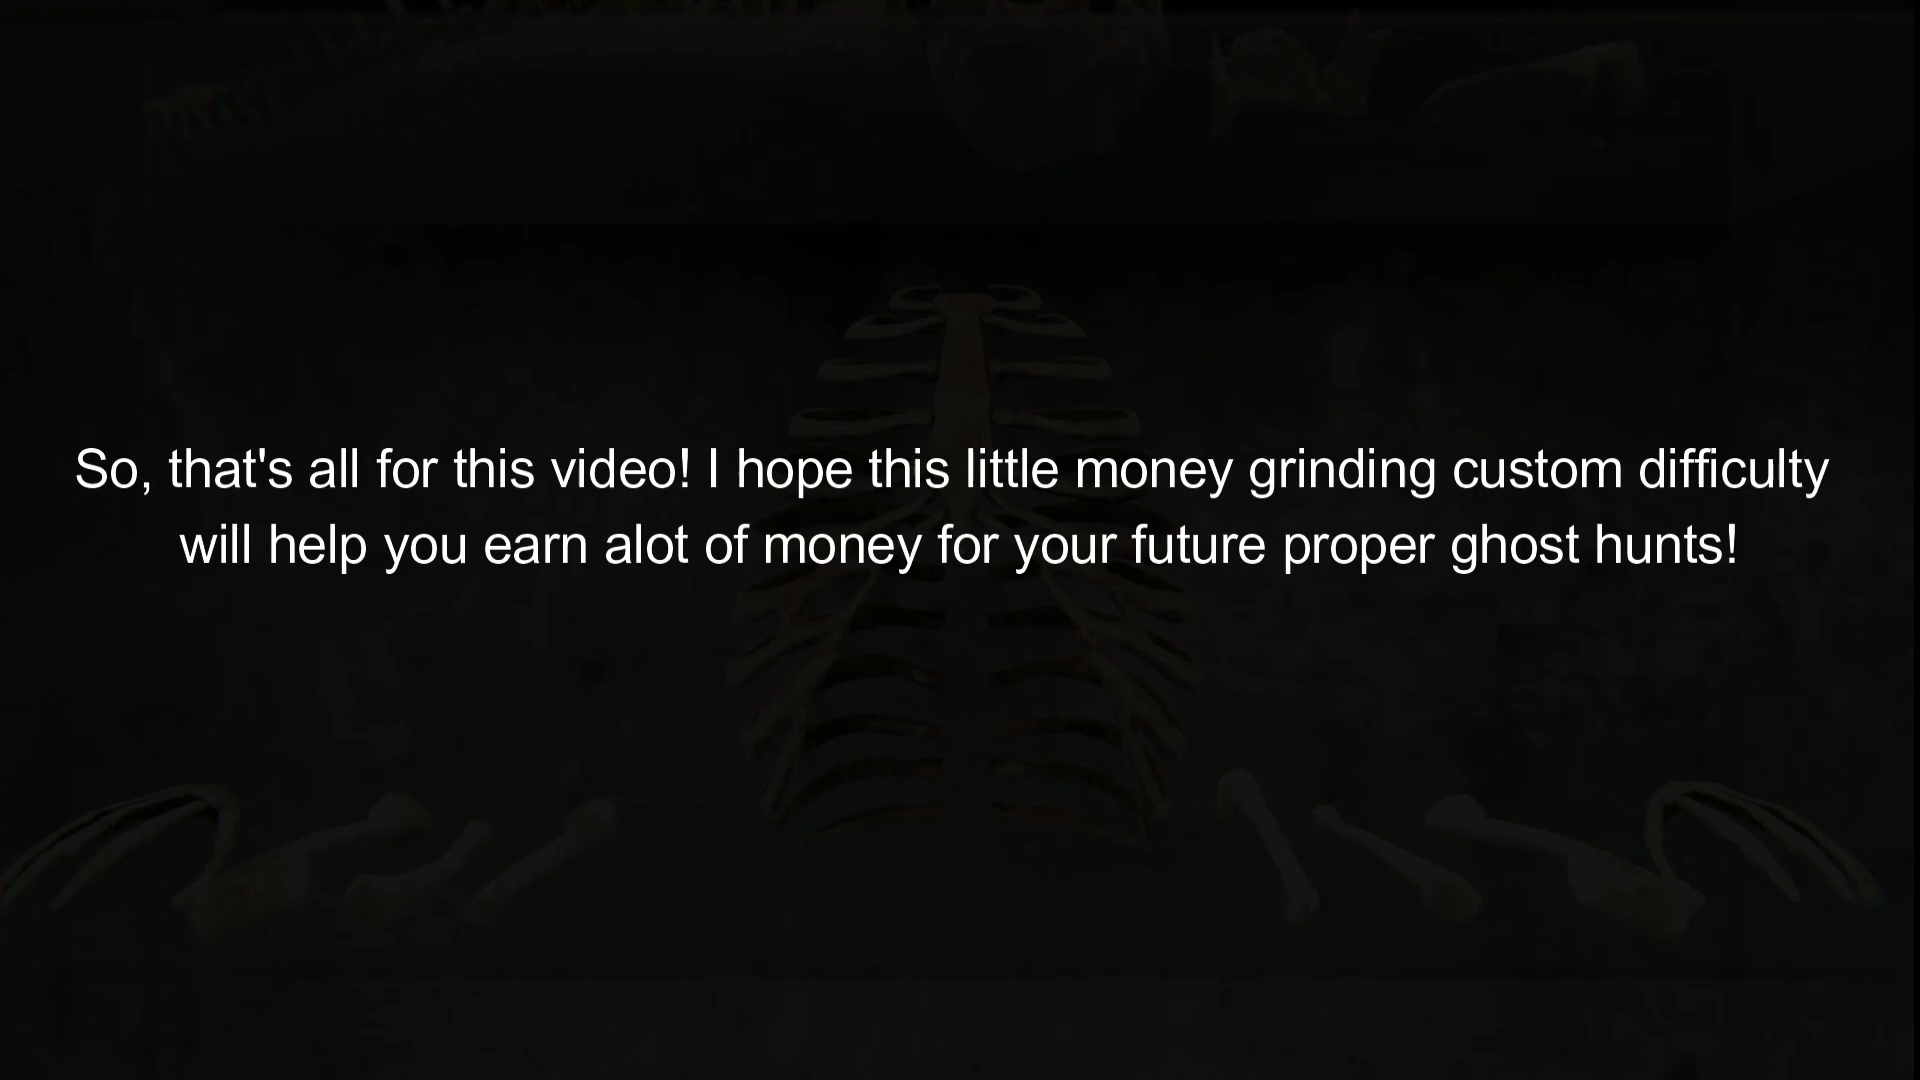 So, that's all for this video! I hope this little money grinding custom difficulty
will help you earn alot of money for your future proper ghost hunts!